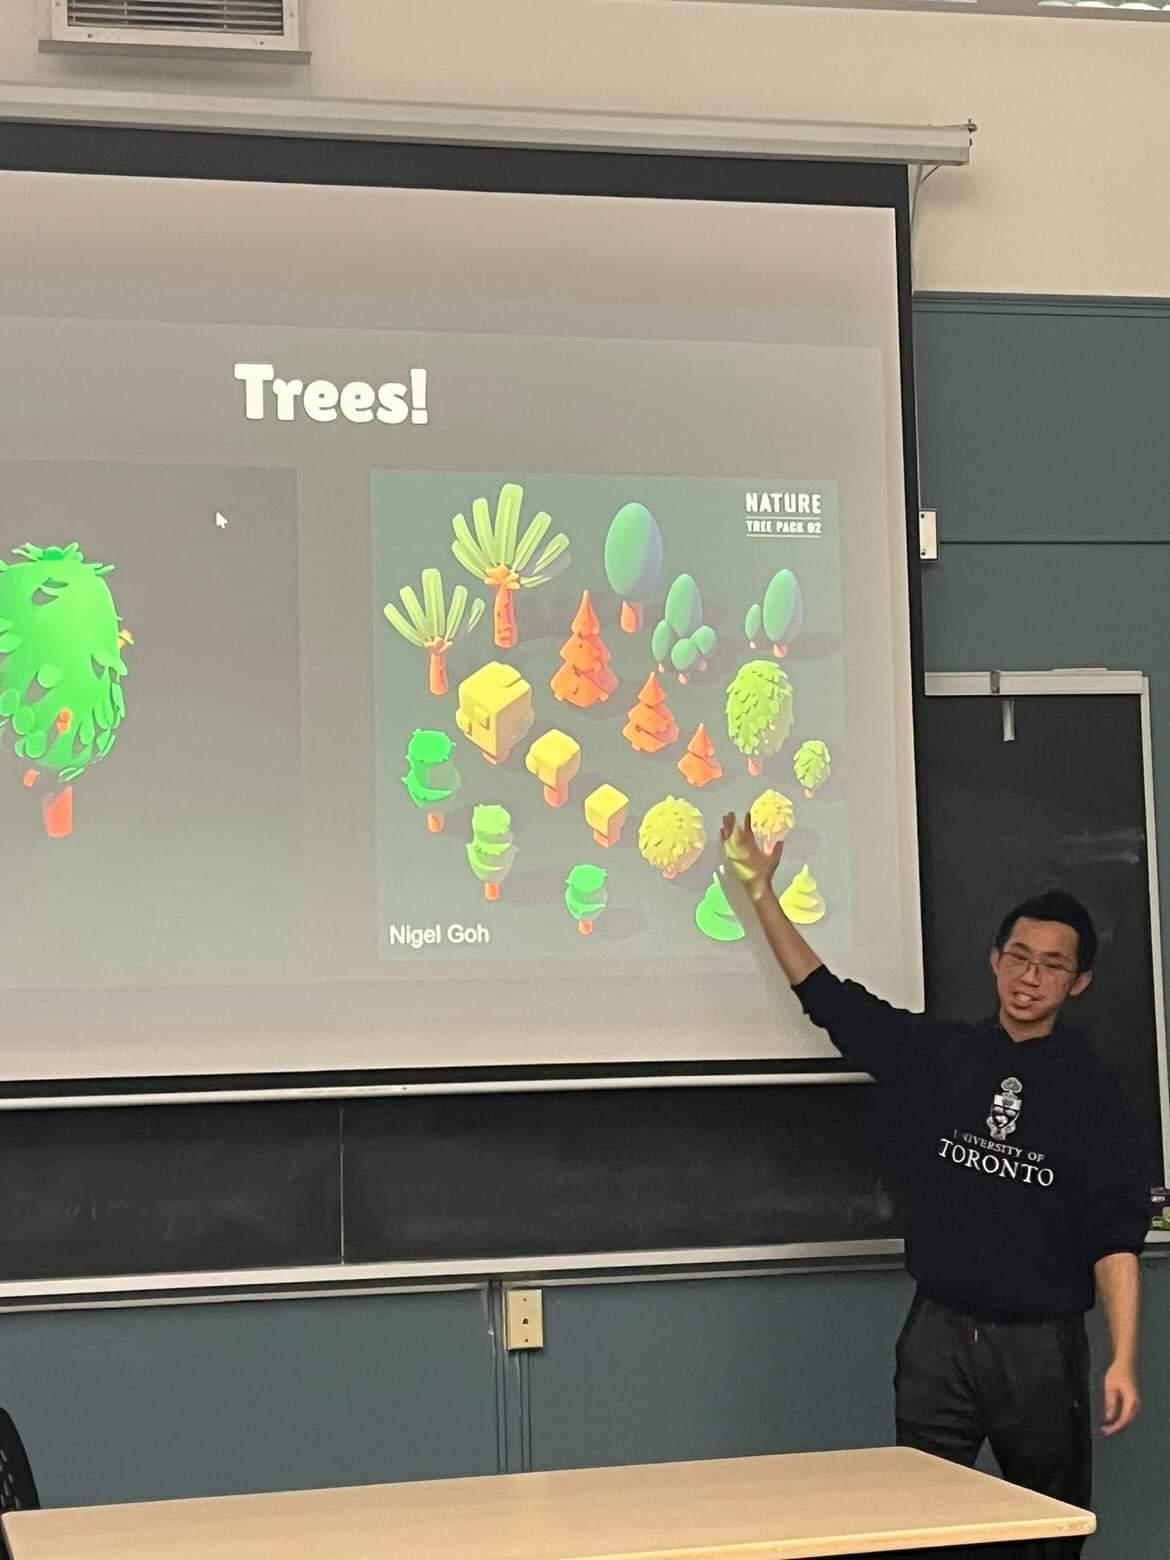 Trees!
NATURE
TREE PACK 02
Nigel Goh
UNIVERSITY OF
TORONTO